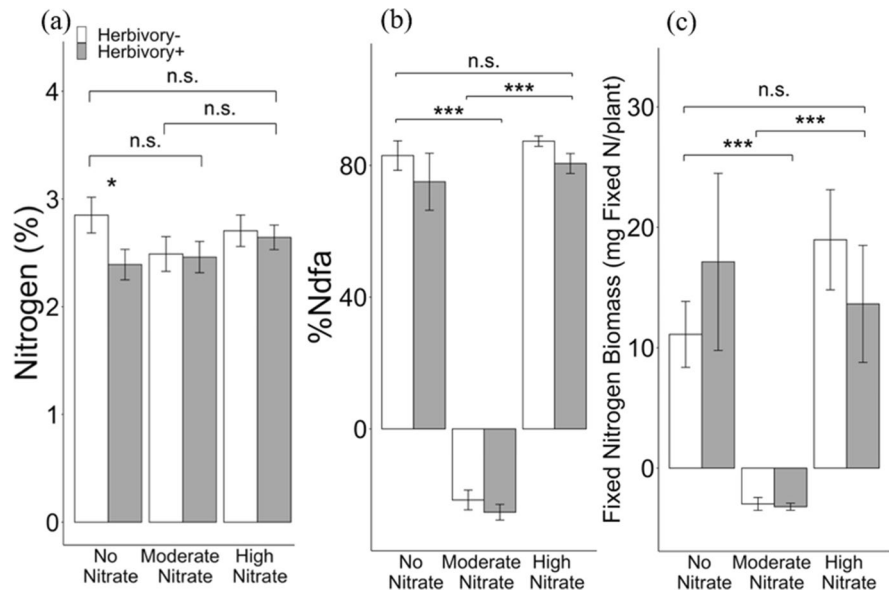 (a)
Herbivory-
Herbivory+
n.s.
n.s.
n.s.
*
Nitrogen (%)
4
3
2
1
0
No
Nitrate
Moderate
Nitrate
High
Nitrate
(b)
n.s.
***
***
%Ndfa
80
40
0
No
Nitrate
Moderate
Nitrate
High
Nitrate
(c)
n.s.
***
***
Fixed Nitrogen Biomass (mg Fixed N/plant)
30
20
10
0
No
Nitrate
Moderate
Nitrate
High
Nitrate